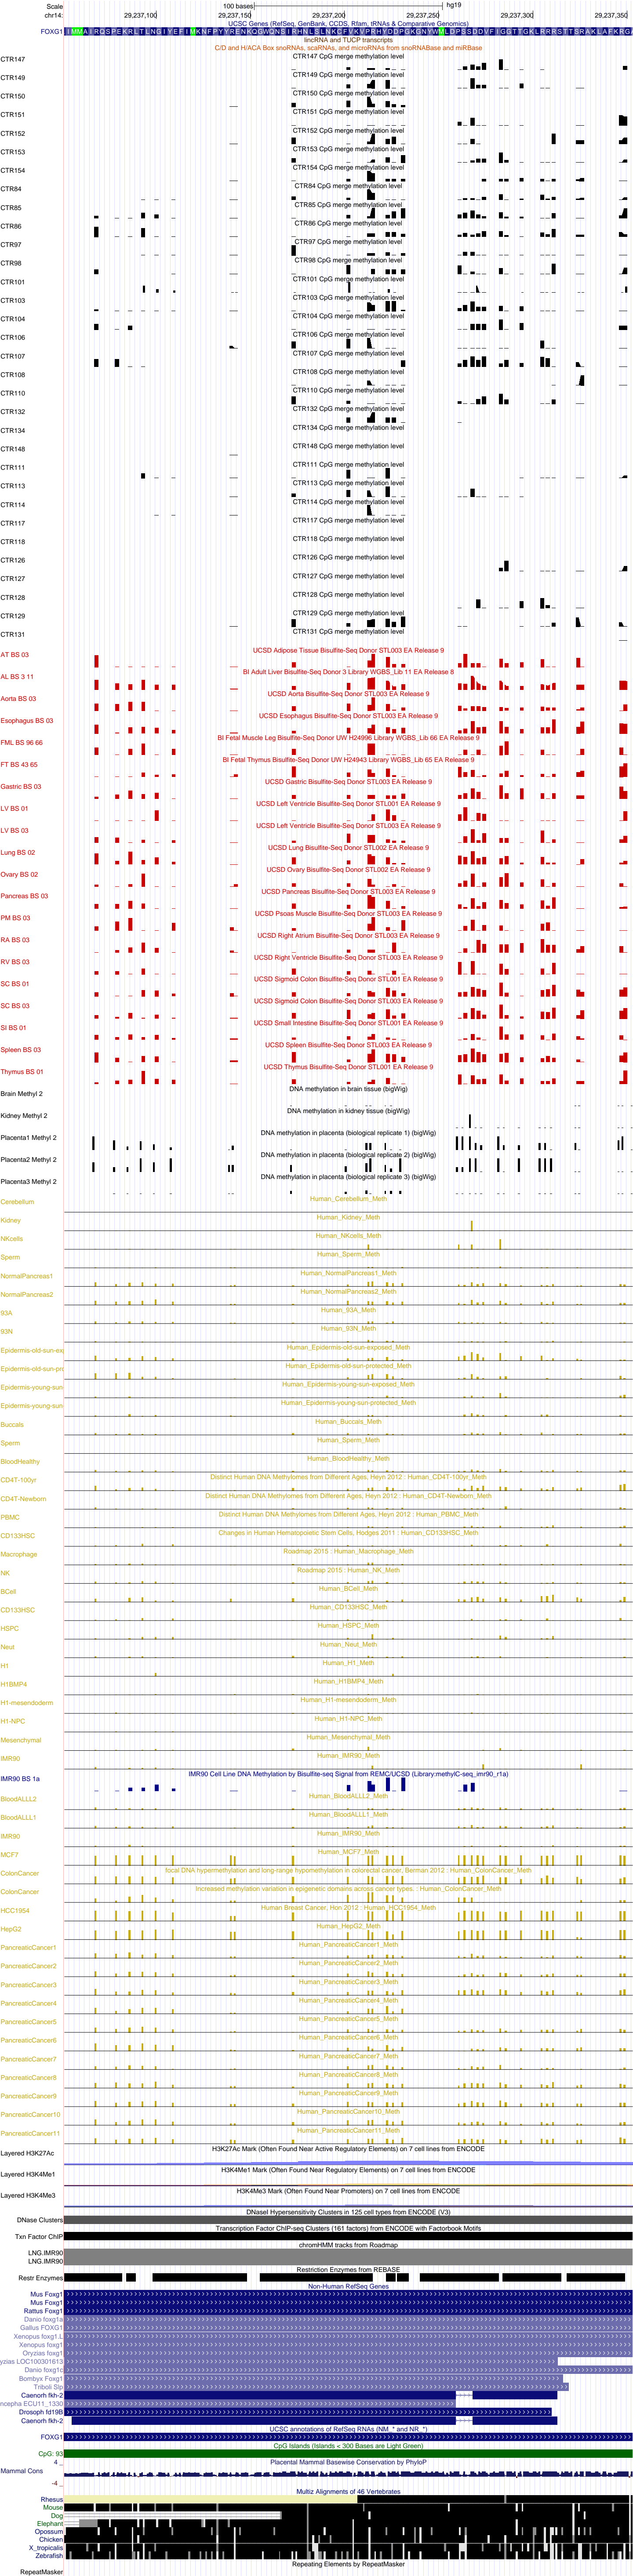 Scale 100 bases hg19
chr14: 29,237,100 29,237,150 29,237,200 29,237,250 29,237,300 29,237,350
UCSC Genes (RefSeq, GenBank, CCDS, Rfam, tRNAs & Comparative Genomics)
FOXG1
lincRNA and TUCP transcripts
C/D and H/ACA Box snoRNAs, scaRNAs, and microRNAs from snoRNABase and miRBase
CTR147 CTR147 CpG merge methylation level
CTR149 CTR149 CpG merge methylation level
CTR150 CTR150 CpG merge methylation level
CTR151 CTR151 CpG merge methylation level
CTR152 CTR152 CpG merge methylation level
CTR153 CTR153 CpG merge methylation level
CTR154 CTR154 CpG merge methylation level
CTR84 CTR84 CpG merge methylation level
CTR85 CTR85 CpG merge methylation level
CTR86 CTR86 CpG merge methylation level
CTR97 CTR97 CpG merge methylation level
CTR98 CTR98 CpG merge methylation level
CTR101 CTR101 CpG merge methylation level
CTR103 CTR103 CpG merge methylation level
CTR104 CTR104 CpG merge methylation level
CTR106 CTR106 CpG merge methylation level
CTR107 CTR107 CpG merge methylation level
CTR108 CTR108 CpG merge methylation level
CTR110 CTR110 CpG merge methylation level
CTR132 CTR132 CpG merge methylation level
CTR134 CTR134 CpG merge methylation level
CTR148 CTR148 CpG merge methylation level
CTR111 CTR111 CpG merge methylation level
CTR113 CTR113 CpG merge methylation level
CTR114 CTR114 CpG merge methylation level
CTR117 CTR117 CpG merge methylation level
CTR118 CTR118 CpG merge methylation level
CTR126 CTR126 CpG merge methylation level
CTR127 CTR127 CpG merge methylation level
CTR128 CTR128 CpG merge methylation level
CTR129 CTR129 CpG merge methylation level
CTR131 CTR131 CpG merge methylation level
AT BS 03 UCSD Adipose Tissue Bisulfite-Seq Donor STL003 EA Release 9
AL BS 3 11 BI Adult Liver Bisulfite-Seq Donor 3 Library WGBS_Lib 11 EA Release 8
Aorta BS 03 UCSD Aorta Bisulfite-Seq Donor STL003 EA Release 9
Esophagus BS 03 UCSD Esophagus Bisulfite-Seq Donor STL003 EA Release 9
FML BS 96 66 BI Fetal Muscle Leg Bisulfite-Seq Donor UW H24996 Library WGBS_Lib 66 EA Release 9
FT BS 43 65 BI Fetal Thymus Bisulfite-Seq Donor UW H24943 Library WGBS_Lib 65 EA Release 9
Gastric BS 03 UCSD Gastric Bisulfite-Seq Donor STL003 EA Release 9
LV BS 01 UCSD Left Ventricle Bisulfite-Seq Donor STL001 EA Release 9
LV BS 03 UCSD Left Ventricle Bisulfite-Seq Donor STL003 EA Release 9
Lung BS 02 UCSD Lung Bisulfite-Seq Donor STL002 EA Release 9
Ovary BS 02 UCSD Ovary Bisulfite-Seq Donor STL002 EA Release 9
Pancreas BS 03 UCSD Pancreas Bisulfite-Seq Donor STL003 EA Release 9
PM BS 03 UCSD Psoas Muscle Bisulfite-Seq Donor STL003 EA Release 9
RA BS 03 UCSD Right Atrium Bisulfite-Seq Donor STL003 EA Release 9
RV BS 03 UCSD Right Ventricle Bisulfite-Seq Donor STL003 EA Release 9
SC BS 01 UCSD Sigmoid Colon Bisulfite-Seq Donor STL001 EA Release 9
SC BS 03 UCSD Sigmoid Colon Bisulfite-Seq Donor STL003 EA Release 9
SI BS 01 UCSD Small Intestine Bisulfite-Seq Donor STL001 EA Release 9
Spleen BS 03 UCSD Spleen Bisulfite-Seq Donor STL003 EA Release 9
Thymus BS 01 UCSD Thymus Bisulfite-Seq Donor STL001 EA Release 9
Brain Methyl 2 DNA methylation in brain tissue (bigWig)
Kidney Methyl 2 DNA methylation in kidney tissue (bigWig)
Placenta1 Methyl 2 DNA methylation in placenta (biological replicate 1) (bigWig)
Placenta2 Methyl 2 DNA methylation in placenta (biological replicate 2) (bigWig)
Placenta3 Methyl 2 DNA methylation in placenta (biological replicate 3) (bigWig)
Cerebellum Human_Cerebellum_Meth
Kidney Human_Kidney_Meth
NKcells Human_NKcells_Meth
Sperm Human_Sperm_Meth
NormalPancreas1 Human_NormalPancreas1_Meth
NormalPancreas2 Human_NormalPancreas2_Meth
93A Human_93A_Meth
93N Human_93N_Meth
Epidermis-old-sun-ex Human_Epidermis-old-sun-exposed_Meth
Epidermis-old-sun-pro Human_Epidermis-old-sun-protected_Meth
Epidermis-young-sun Human_Epidermis-young-sun-exposed_Meth
Epidermis-young-sun Human_Epidermis-young-sun-protected_Meth
Buccals Human_Buccals_Meth
Sperm Human_Sperm_Meth
BloodHealthy Human_BloodHealthy_Meth
CD4T-100yr Distinct Human DNA Methylomes from Different Ages, Heyn 2012 : Human_CD4T-100yr_Meth
CD4T-Newborn Distinct Human DNA Methylomes from Different Ages, Heyn 2012 : Human_CD4T-Newborn_Meth
PBMC Distinct Human DNA Methylomes from Different Ages, Heyn 2012 : Human_PBMC_Meth
CD133HSC Changes in Human Hematopoietic Stem Cells, Hodges 2011 : Human_CD133HSC_Meth
Macrophage Roadmap 2015 : Human_Macrophage_Meth
NK Roadmap 2015 : Human_NK_Meth
BCell Human_BCell_Meth
CD133HSC Human_CD133HSC_Meth
HSPC Human_HSPC_Meth
Neut Human_Neut_Meth
H1 Human_H1_Meth
H1BMP4 Human_H1BMP4_Meth
H1-mesendoderm Human_H1-mesendoderm_Meth
H1-NPC Human_H1-NPC_Meth
Mesenchymal Human_Mesenchymal_Meth
IMR90 Human_IMR90_Meth
IMR90 BS 1a IMR90 Cell Line DNA Methylation by Bisulfite-seq Signal from REMC/UCSD (Library:methylC-seq_imr90_r1a)
BloodALLL2 Human_BloodALLL2_Meth
BloodALLL1 Human_BloodALLL1_Meth
IMR90 Human_IMR90_Meth
MCF7 Human_MCF7_Meth
ColonCancer focal DNA hypermethylation and long-range hypomethylation in colorectal cancer, Berman 2012 : Human_ColonCancer_Meth
ColonCancer Increased methylation variation in epigenetic domains across cancer types. : Human_ColonCancer_Meth
HCC1954 Human Breast Cancer, Hon 2012 : Human_HCC1954_Meth
HepG2 Human_HepG2_Meth
PancreaticCancer1 Human_PancreaticCancer1_Meth
PancreaticCancer2 Human_PancreaticCancer2_Meth
PancreaticCancer3 Human_PancreaticCancer3_Meth
PancreaticCancer4 Human_PancreaticCancer4_Meth
PancreaticCancer5 Human_PancreaticCancer5_Meth
PancreaticCancer6 Human_PancreaticCancer6_Meth
PancreaticCancer7 Human_PancreaticCancer7_Meth
PancreaticCancer8 Human_PancreaticCancer8_Meth
PancreaticCancer9 Human_PancreaticCancer9_Meth
PancreaticCancer10 Human_PancreaticCancer10_Meth
PancreaticCancer11 Human_PancreaticCancer11_Meth
Layered H3K27Ac H3K27Ac Mark (Often Found Near Active Regulatory Elements) on 7 cell lines from ENCODE
Layered H3K4Me1 H3K4Me1 Mark (Often Found Near Regulatory Elements) on 7 cell lines from ENCODE
Layered H3K4Me3 H3K4Me3 Mark (Often Found Near Promoters) on 7 cell lines from ENCODE
DNaseI Hypersensitivity Clusters in 125 cell types from ENCODE (V3)
DNase Clusters
Transcription Factor ChIP-seq Clusters (161 factors) from ENCODE with Factorbook Motifs
Txn Factor ChIP
chromHMM tracks from Roadmap
LNG.IMR90
LNG.IMR90
Restriction Enzymes from REBASE
Restr Enzymes
Non-Human RefSeq Genes
Mus Foxg1
Mus Foxg1
Rattus Foxg1
Danio foxg1a
Gallus FOXG1
Xenopus foxg1.L
Xenopus foxg1
Oryzias foxg1
yzias LOC100301613
Danio foxg1c
Bombyx Foxg1
Triboli Slp
Caenorh fkh-2
ncepha ECU11_1330
Drosoph fd19B
Caenorh fkh-2
UCSC annotations of RefSeq RNAs (NM_* and NR_*)
FOXG1
CpG Islands (Islands < 300 Bases are Light Green)
CpG: 93
Placental Mammal Basewise Conservation by PhyloP
4 _
Mammal Cons
-4 _
Multiz Alignments of 46 Vertebrates
Rhesus
Mouse
Dog
Elephant
Opossum
Chicken
X_tropicalis
Zebrafish
Repeating Elements by RepeatMasker
RepeatMasker